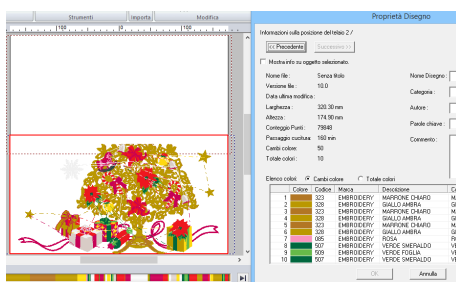 Strumenti Importa Modifica
100 100 200
Proprietà Disegno
Informazioni sulla posizione del telaio 2 /
<< Precedente Successivo >>
Mostra info su oggetto selezionato.
Nome file : Senza titolo Nome Disegno :
Versione file : 10.0
Categoria :
Data ultima modifica :
Larghezza : 320.30 mm Autore :
Altezza : 174.90 mm
Parole chiave :
Conteggio Punti : 79848
Passaggio cucitura: 160 min Commento :
Cambi colore: 50
Totale colori : 10
Elenco colori: Cambi colore Totale colori
Colore Codice Marca Descrizione
1 323 EMBROIDERY MARRONE CHIARO
2 328 EMBROIDERY GIALLO AMBRA
3 323 EMBROIDERY MARRONE CHIARO
4 328 EMBROIDERY GIALLO AMBRA
5 323 EMBROIDERY MARRONE CHIARO
6 328 EMBROIDERY GIALLO AMBRA
7 085 EMBROIDERY ROSA
8 507 EMBROIDERY VERDE SMERALDO
9 509 EMBROIDERY VERDE FOGLIA
10 507 EMBROIDERY VERDE SMERALDO
OK Annulla